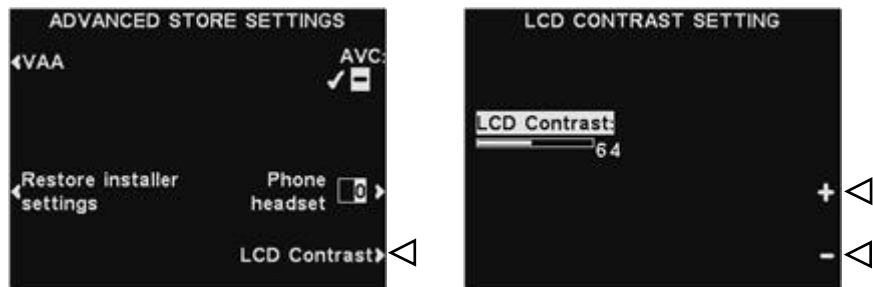 ADVANCED STORE SETTINGS
VAA
AVC:
✓ −
Restore installer
settings
Phone
headset 0
LCD Contrast
LCD CONTRAST SETTING
LCD Contrast:
64
+
−